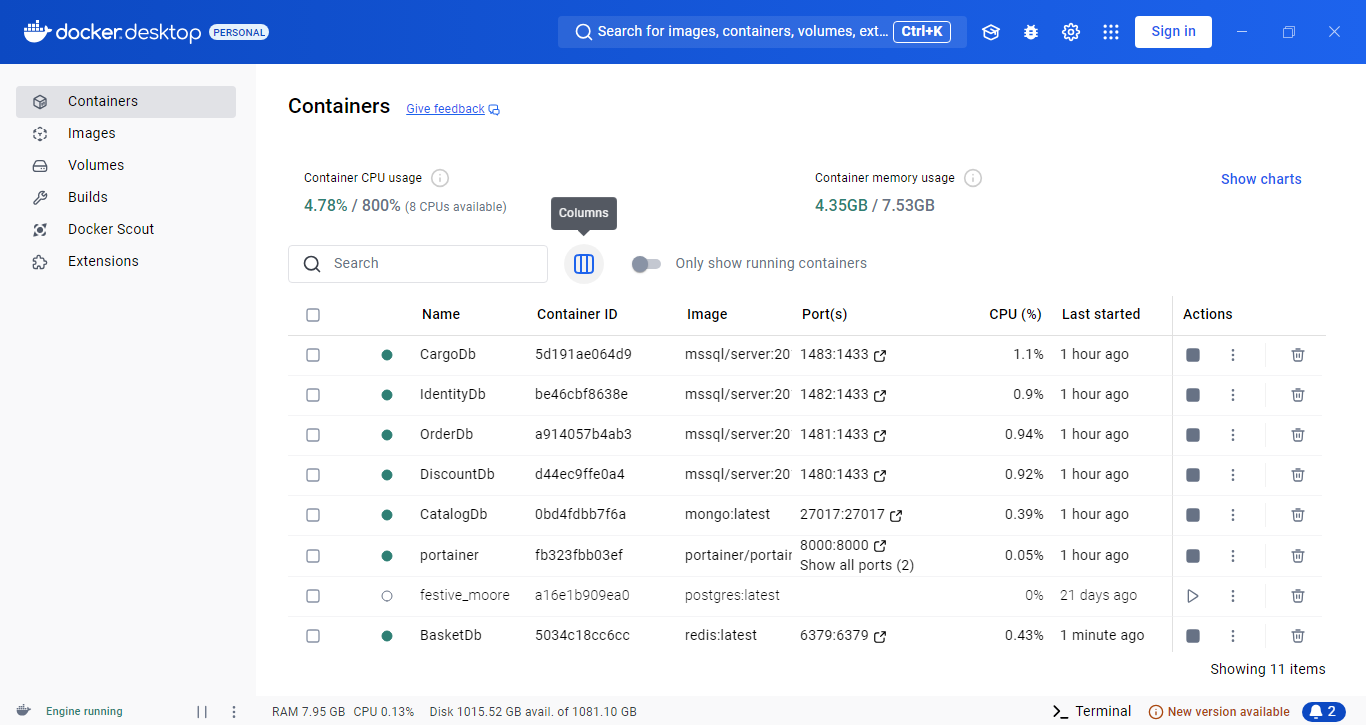 docker.desktop PERSONAL
Search for images, containers, volumes, ext... Ctrl+K
Sign in
Containers
Images
Volumes
Builds
Docker Scout
Extensions
Containers Give feedback
Container CPU usage
4.78% / 800% (8 CPUs available)
Container memory usage
4.35GB / 7.53GB
Show charts
Columns
Search
Only show running containers
Name Container ID Image Port(s) CPU (%) Last started Actions
CargoDb 5d191ae064d9 mssql/server:20 1483:1433 1.1% 1 hour ago
IdentityDb be46cbf8638e mssql/server:20 1482:1433 0.9% 1 hour ago
OrderDb a914057b4ab3 mssql/server:20 1481:1433 0.94% 1 hour ago
DiscountDb d44ec9ffe0a4 mssql/server:20 1480:1433 0.92% 1 hour ago
CatalogDb 0bd4fdbb7f6a mongo:latest 27017:27017 0.39% 1 hour ago
portainer fb323fbb03ef portainer/portain 8000:8000 0.05% 1 hour ago
Show all ports (2)
festive_moore a16e1b909ea0 postgres:latest 0% 21 days ago
BasketDb 5034c18cc6cc redis:latest 6379:6379 0.43% 1 minute ago
Showing 11 items
Engine running
RAM 7.95 GB CPU 0.13% Disk 1015.52 GB avail. of 1081.10 GB
Terminal
New version available
2